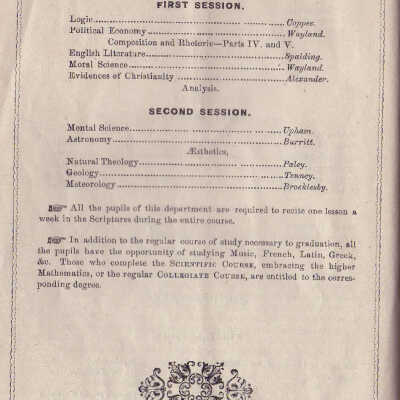 FIRST SESSION.
Logic........................................................Coppee.
Political Economy........................................Wayland.
Composition and Rhetoric—Parts IV. and V.
English Literature........................................Spalding.
Moral Science..............................................Wayland.
Evidences of Christianity...............................Alexander.
Analysis.
SECOND SESSION.
Mental Science............................................Upham.
Astronomy..................................................Burritt.
Æsthetics,
Natural Theology..........................................Paley.
Geology.....................................................Tenney.
Meteorology................................................Brocklesby.
☞ All the pupils of this department are required to recite one lesson a
week in the Scriptures during the entire course.
☞ In addition to the regular course of study necessary to graduation, all
the pupils have the opportunity of studying Music, French, Latin, Greek,
&c. Those who complete the SCIENTIFIC COURSE, embracing the higher
Mathematics, or the regular COLLEGIATE COURSE, are entitled to the corres-
ponding degree.